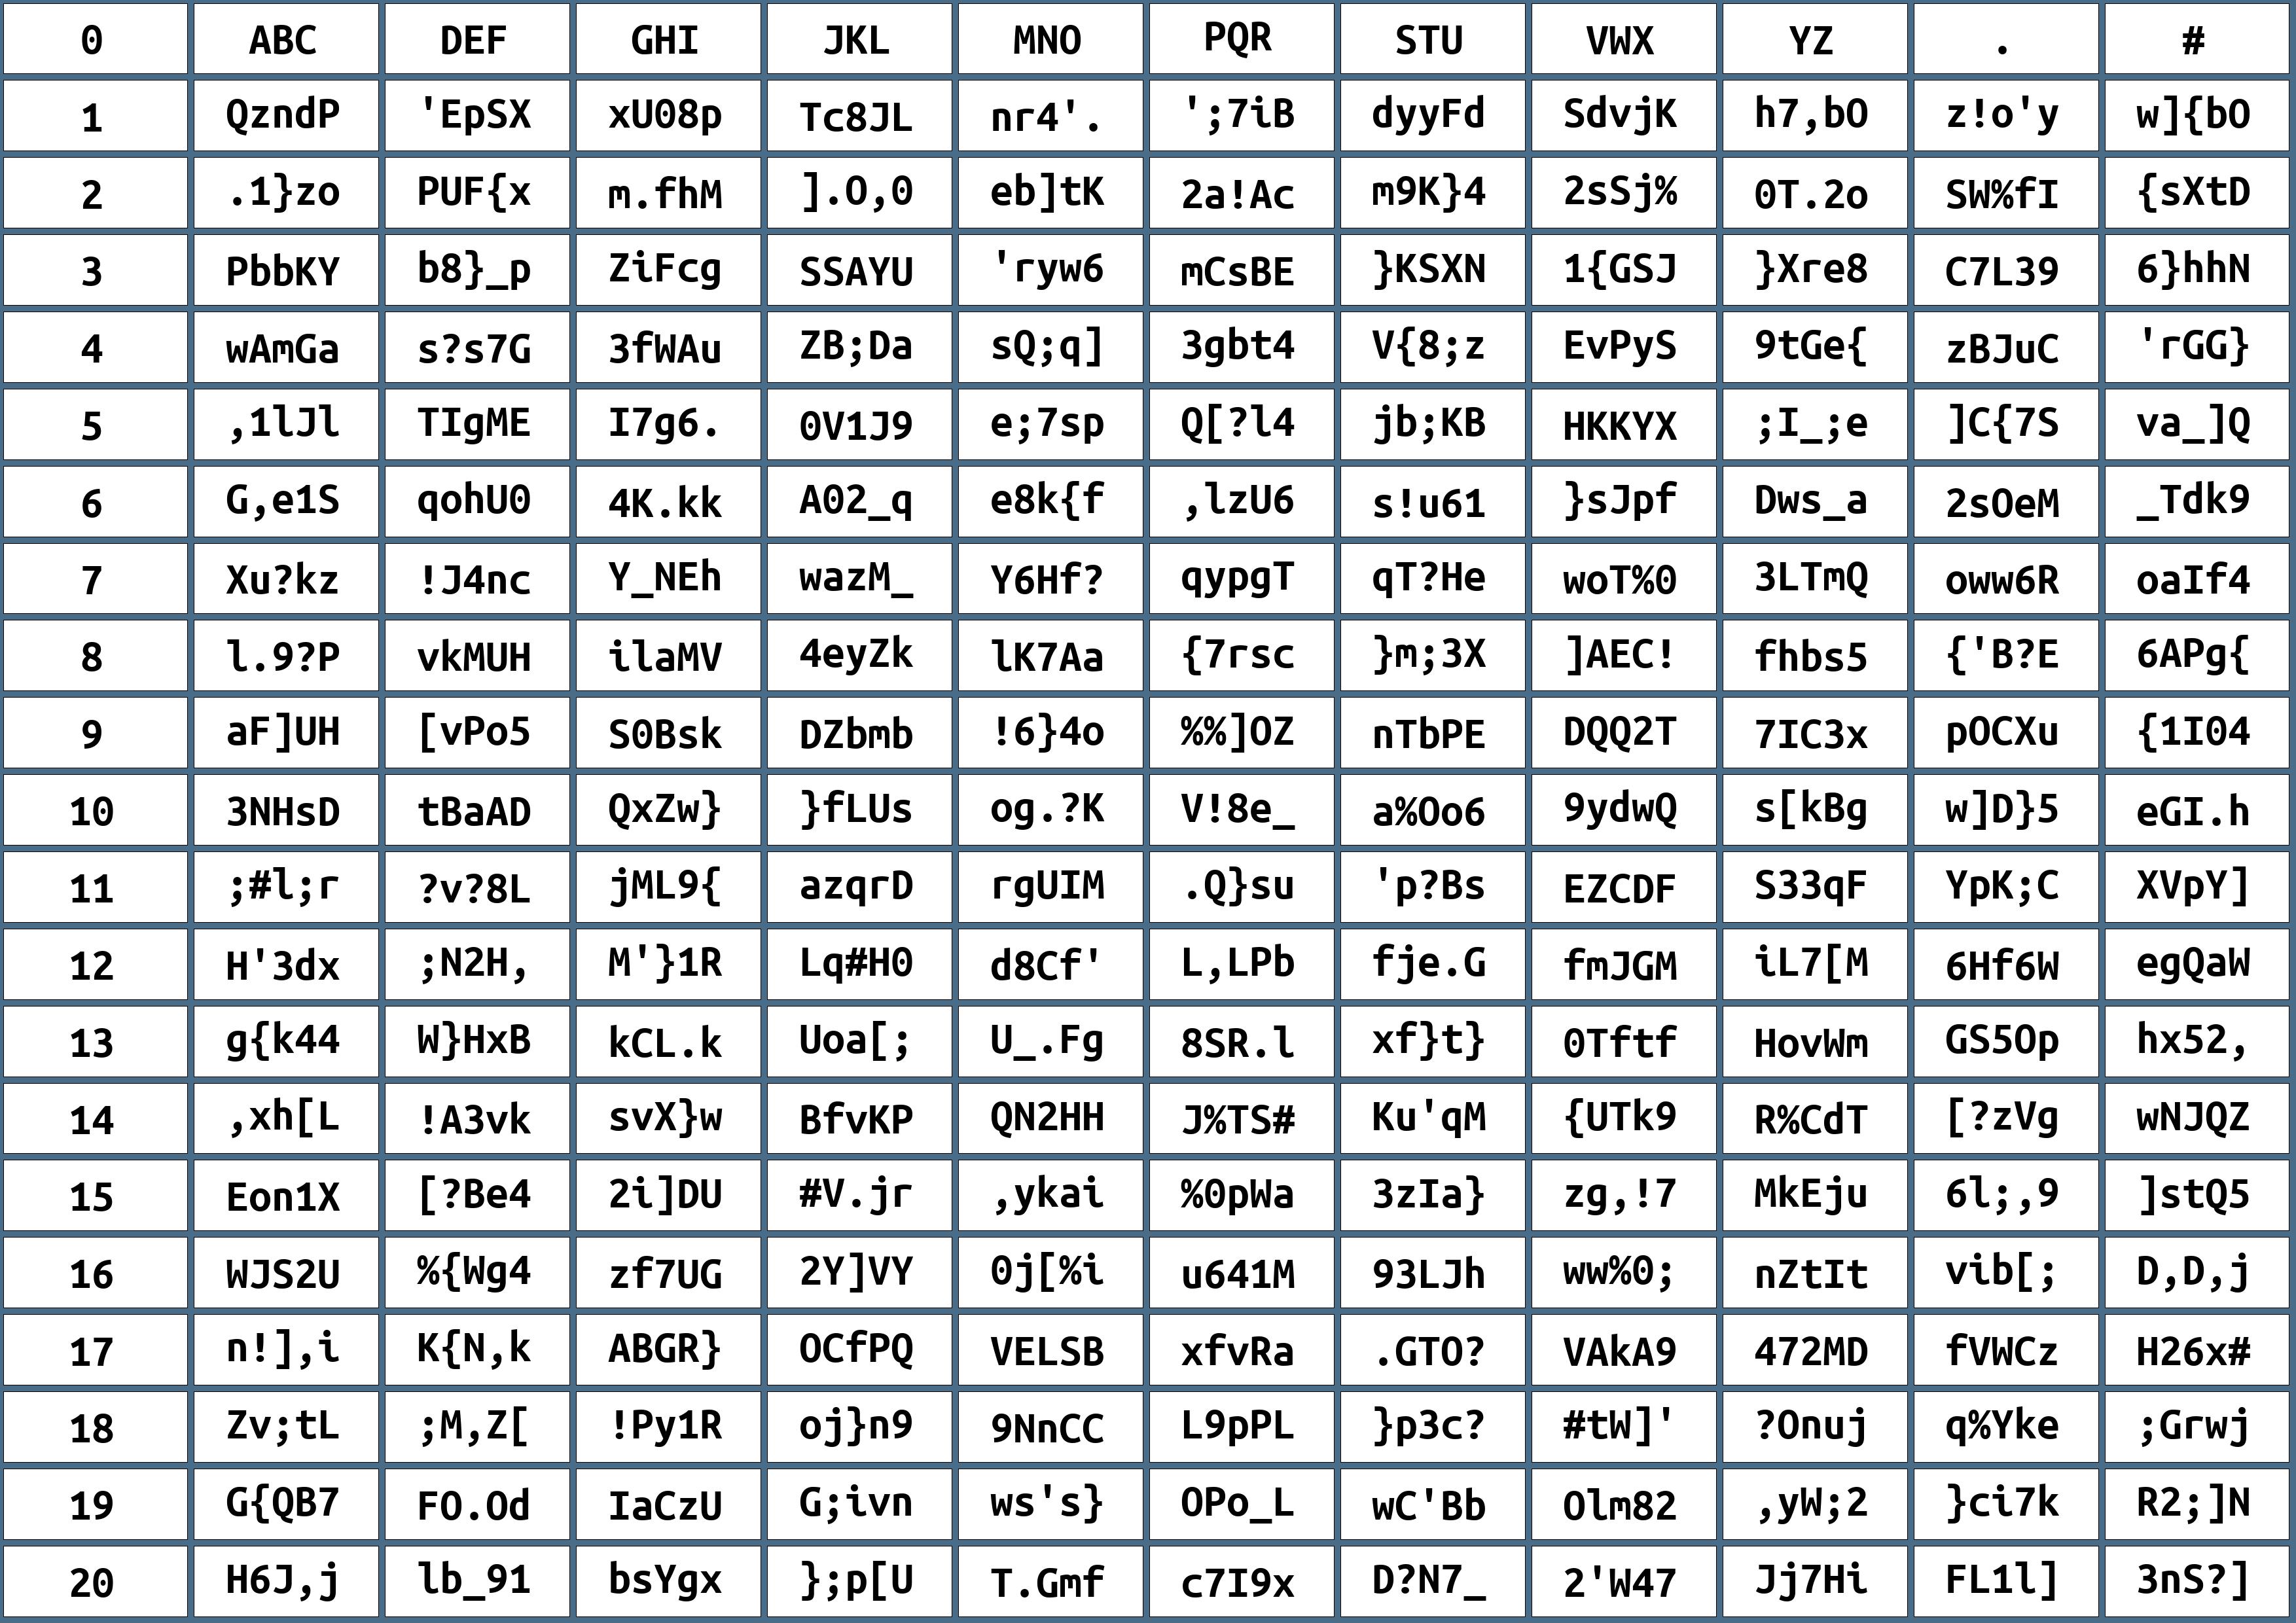 0 ABC DEF GHI JKL MNO PQR STU VWX YZ . #
1 QzndP 'EpSX xU08p Tc8JL nr4'. ';7iB dyyFd SdvjK h7,bO z!o'y w]{bO
2 .1}zo PUF{x m.fhM ].O,0 eb]tK 2a!Ac m9K}4 2sSj% 0T.2o SW%fI {sXtD
3 PbbKY b8}_p ZiFcg SSAYU 'ryw6 mCsBE }KSXN 1{GSJ }Xre8 C7L39 6}hhN
4 wAmGa s?s7G 3fWAu ZB;Da sQ;q] 3gbt4 V{8;z EvPyS 9tGe{ zBJuC 'rGG}
5 ,1lJl TIgME I7g6. 0V1J9 e;7sp Q[?l4 jb;KB HKKYX ;I_;e ]C{7S va_]Q
6 G,e1S qohU0 4K.kk A02_q e8k{f ,lzU6 s!u61 }sJpf Dws_a 2sOeM _Tdk9
7 Xu?kz !J4nc Y_NEh wazM_ Y6Hf? qypgT qT?He woT%0 3LTmQ oww6R oaIf4
8 l.9?P vkMUH ilaMV 4eyZk lK7Aa {7rsc }m;3X ]AEC! fhbs5 {'B?E 6APg{
9 aF]UH [vPo5 S0Bsk DZbmb !6}4o %%]OZ nTbPE DQQ2T 7IC3x pOCXu {1I04
10 3NHsD tBaAD QxZw} }fLUs og.?K V!8e_ a%Oo6 9ydwQ s[kBg w]D}5 eGI.h
11 ;#l;r ?v?8L jML9{ azqrD rgUIM .Q}su 'p?Bs EZCDF S33qF YpK;C XVpY]
12 H'3dx ;N2H, M'}1R Lq#H0 d8Cf' L,LPb fje.G fmJGM iL7[M 6Hf6W egQaW
13 g{k44 W}HxB kCL.k Uoa[; U_.Fg 8SR.l xf}t} 0Tftf HovWm GS5Op hx52,
14 ,xh[L !A3vk svX}w BfvKP QN2HH J%TS# Ku'qM {UTk9 R%CdT [?zVg wNJQZ
15 Eon1X [?Be4 2i]DU #V.jr ,ykai %0pWa 3zIa} zg,!7 MkEju 6l;,9 ]stQ5
16 WJS2U %{Wg4 zf7UG 2Y]VY 0j[%i u641M 93LJh ww%0; nZtIt vib[; D,D,j
17 n!],i K{N,k ABGR} OCfPQ VELSB xfvRa .GTO? VAkA9 472MD fVWCz H26x#
18 Zv;tL ;M,Z[ !Py1R oj}n9 9NnCC L9pPL }p3c? #tW]' ?Onuj q%Yke ;Grwj
19 G{QB7 FO.Od IaCzU G;ivn ws's} OPo_L wC'Bb Olm82 ,yW;2 }ci7k R2;]N
20 H6J,j lb_91 bsYgx };p[U T.Gmf c7I9x D?N7_ 2'W47 Jj7Hi FL1l] 3nS?]